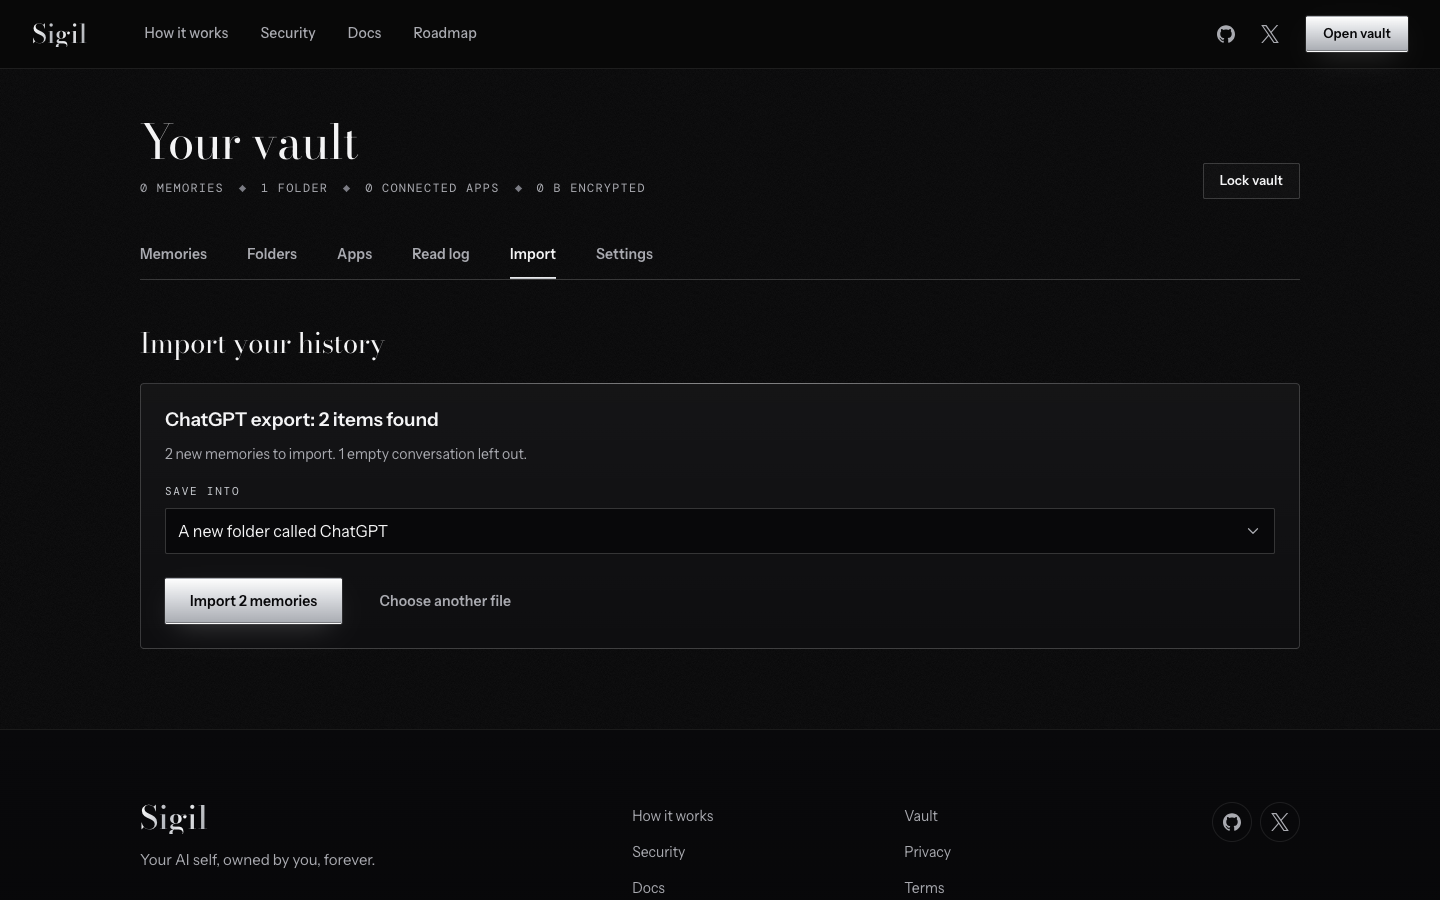 Sigil
How it works
Security
Docs
Roadmap
Open vault
Your vault
0 MEMORIES ◆ 1 FOLDER ◆ 0 CONNECTED APPS ◆ 0 B ENCRYPTED
Lock vault
Memories
Folders
Apps
Read log
Import
Settings
Import your history
ChatGPT export: 2 items found
2 new memories to import. 1 empty conversation left out.
SAVE INTO
A new folder called ChatGPT
Import 2 memories
Choose another file
Sigil
Your AI self, owned by you, forever.
How it works
Security
Docs
Vault
Privacy
Terms